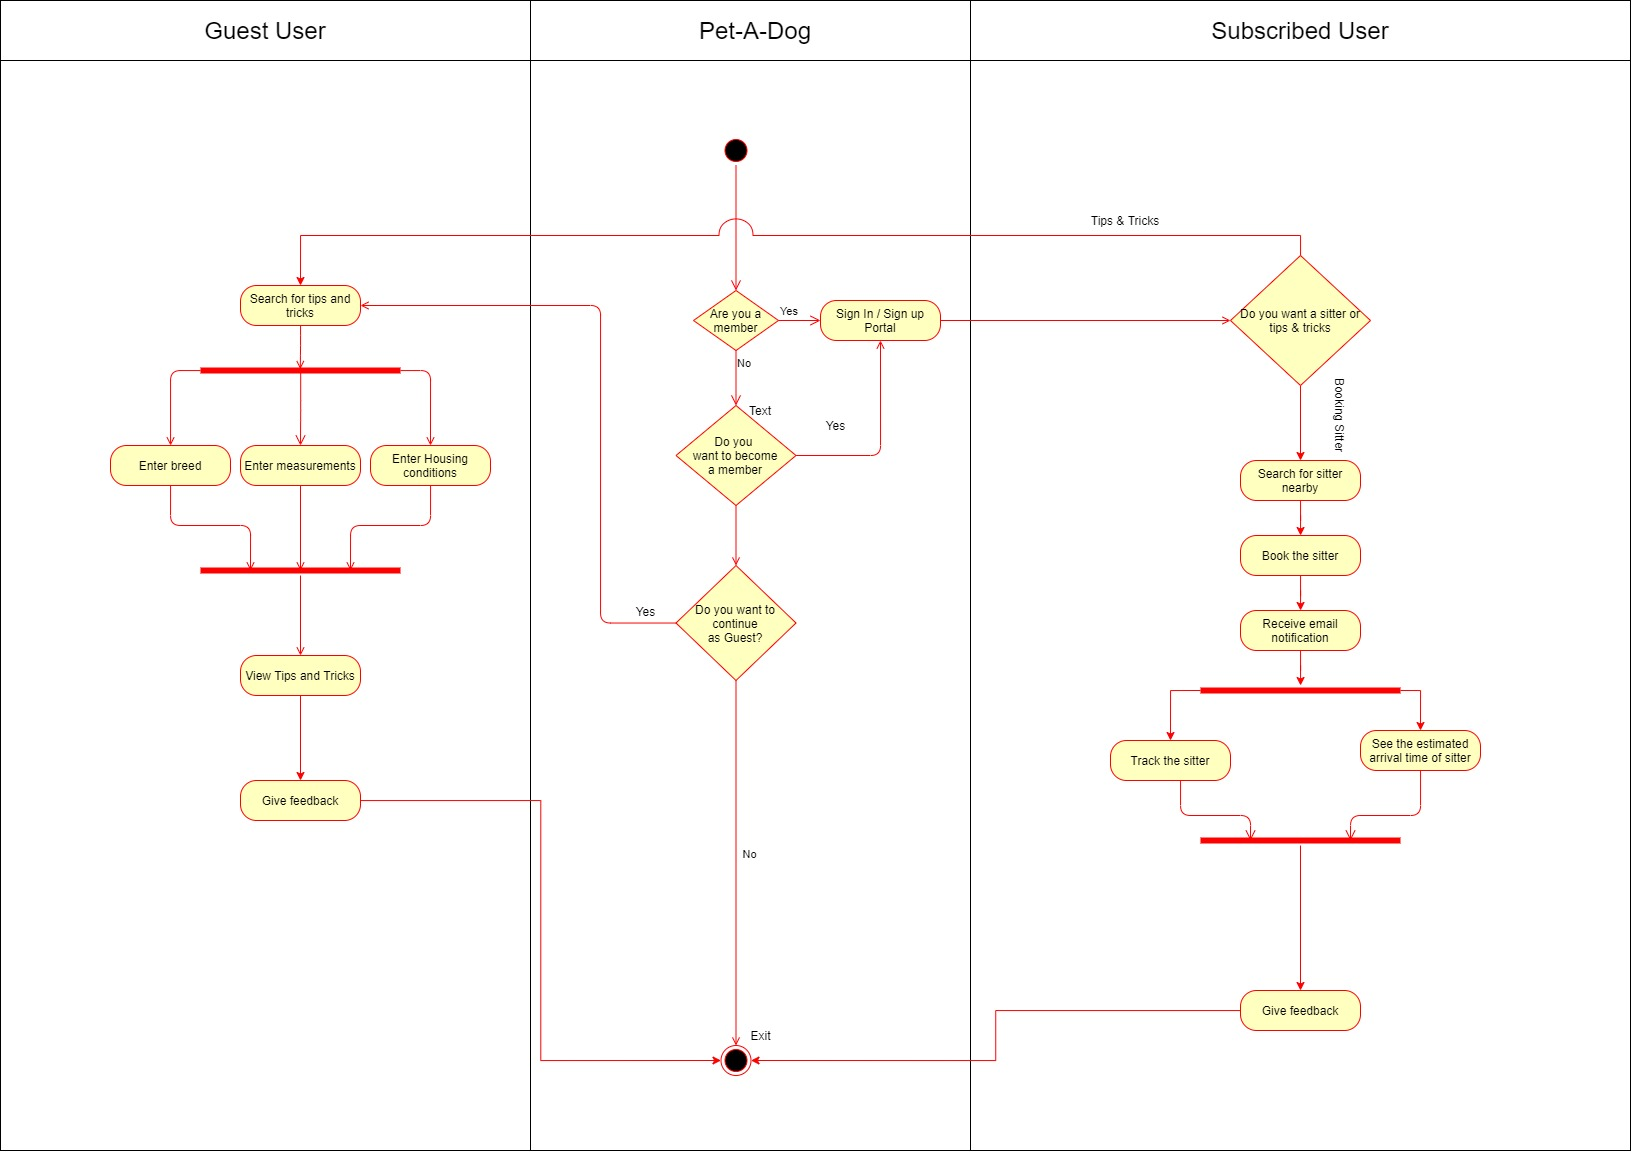 Guest User
Pet-A-Dog
Subscribed User
Tips & Tricks
Search for tips and
tricks
Are you a
member
Yes
Sign In / Sign up
Portal
Do you want a sitter or
tips & tricks
No
Text
Do you
want to become
a member
Yes
Booking Sitter
Enter breed
Enter measurements
Enter Housing
conditions
Search for sitter
nearby
Book the sitter
Yes
Do you want to
continue
as Guest?
Receive email
notification
View Tips and Tricks
Track the sitter
See the estimated
arrival time of sitter
Give feedback
No
Give feedback
Exit